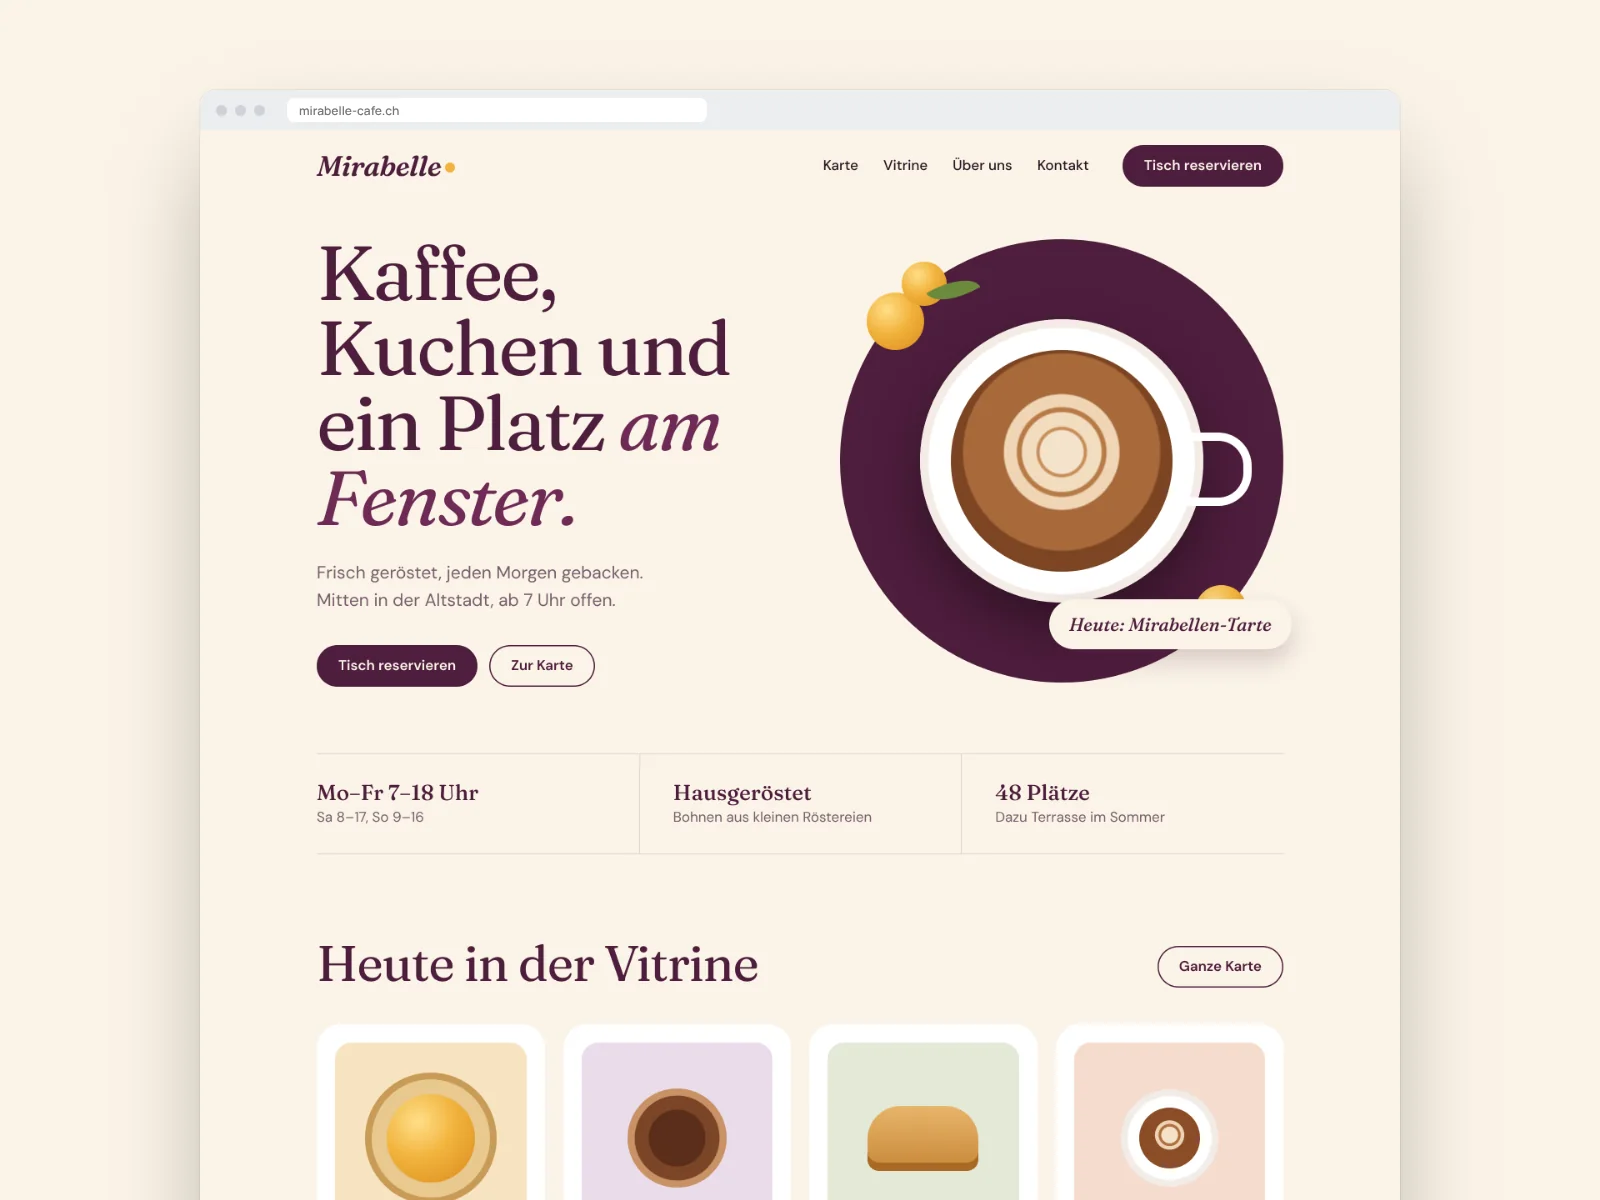 mirabelle-cafe.ch
Mirabelle
Karte Vitrine Über uns Kontakt Tisch reservieren
Kaffee,
Kuchen und
ein Platz am
Fenster.
Frisch geröstet, jeden Morgen gebacken.
Mitten in der Altstadt, ab 7 Uhr offen.
Tisch reservieren Zur Karte
Heute: Mirabellen-Tarte
Mo–Fr 7–18 Uhr
Sa 8–17, So 9–16
Hausgeröstet
Bohnen aus kleinen Röstereien
48 Plätze
Dazu Terrasse im Sommer
Heute in der Vitrine
Ganze Karte